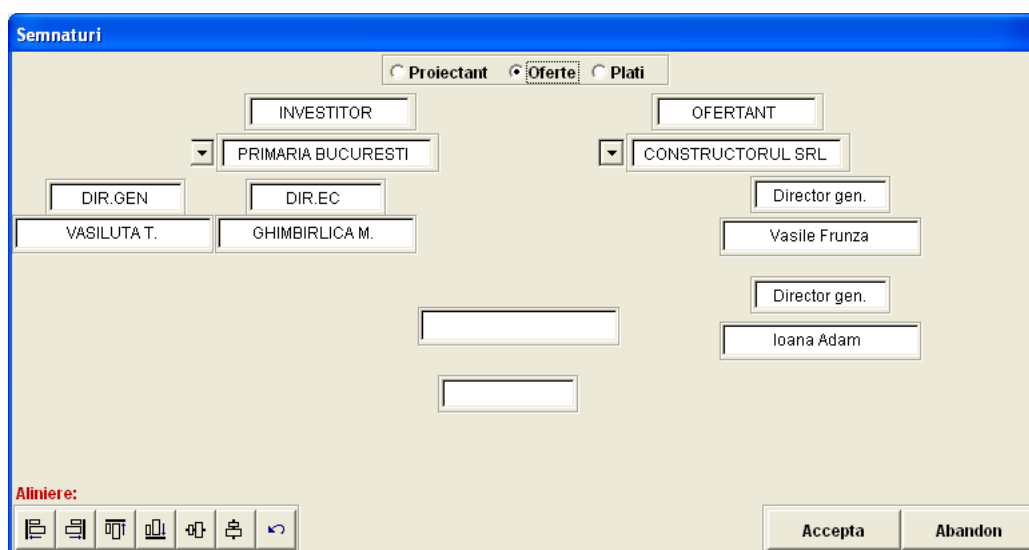 Semnaturi
Proiectant Oferte Plati
INVESTITOR OFERTANT
PRIMARIA BUCURESTI CONSTRUCTORUL SRL
DIR.GEN DIR.EC Director gen.
VASILUTA T. GHIMBIRLICA M. Vasile Frunza
Director gen.
Ioana Adam
Aliniere:
Accepta Abandon